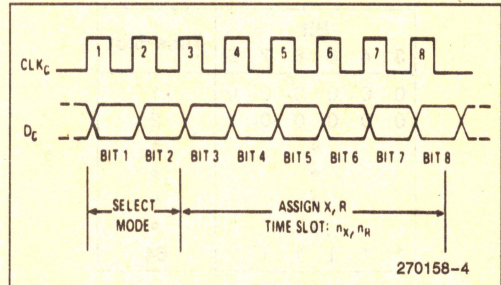 1 2 3 4 5 6 7 8
CLKC
DC
BIT 1 BIT 2 BIT 3 BIT 4 BIT 5 BIT 6 BIT 7 BIT 8
SELECT
MODE
ASSIGN X, R
TIME SLOT: nX, nR
270158-4